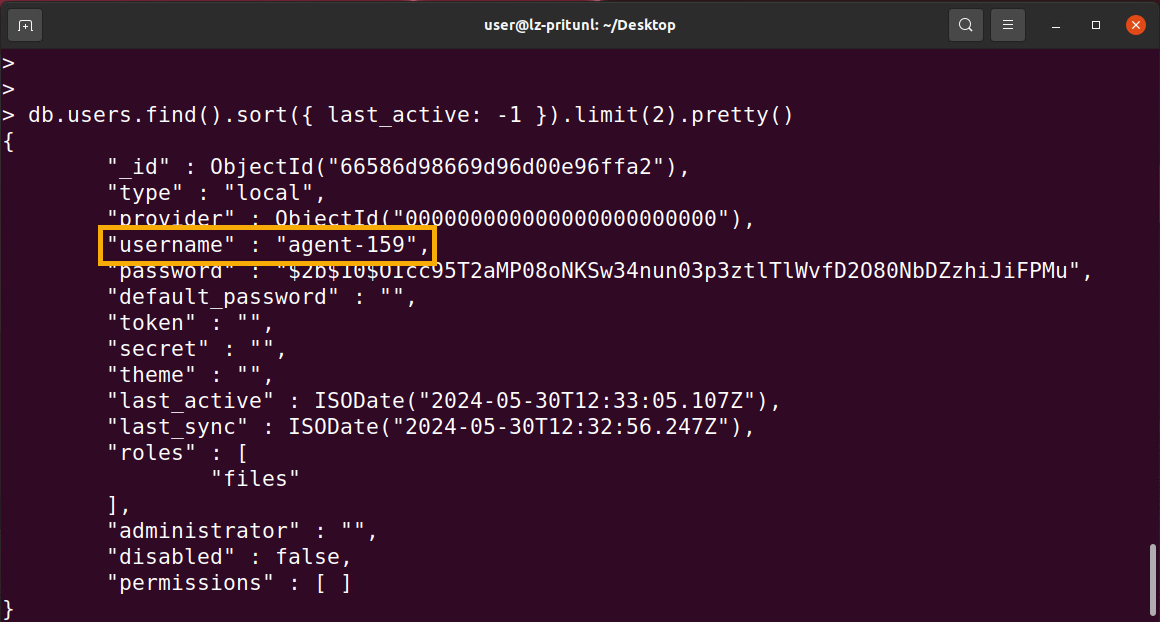 user@lz-pritunl: ~/Desktop
>
>
> db.users.find().sort({ last_active: -1 }).limit(2).pretty()
{
"_id" : ObjectId("66586d98669d96d00e96ffa2"),
"type" : "local",
"provider" : ObjectId("000000000000000000000000"),
"username" : "agent-159",
"password" : "$2b$10$OIcc95T2aMP08oNKSw34nun03p3ztlTlWvfD2O80NbDZzhiJiFPMu",
"default_password" : "",
"token" : "",
"secret" : "",
"theme" : "",
"last_active" : ISODate("2024-05-30T12:33:05.107Z"),
"last_sync" : ISODate("2024-05-30T12:32:56.247Z"),
"roles" : [
"files"
],
"administrator" : "",
"disabled" : false,
"permissions" : [ ]
}